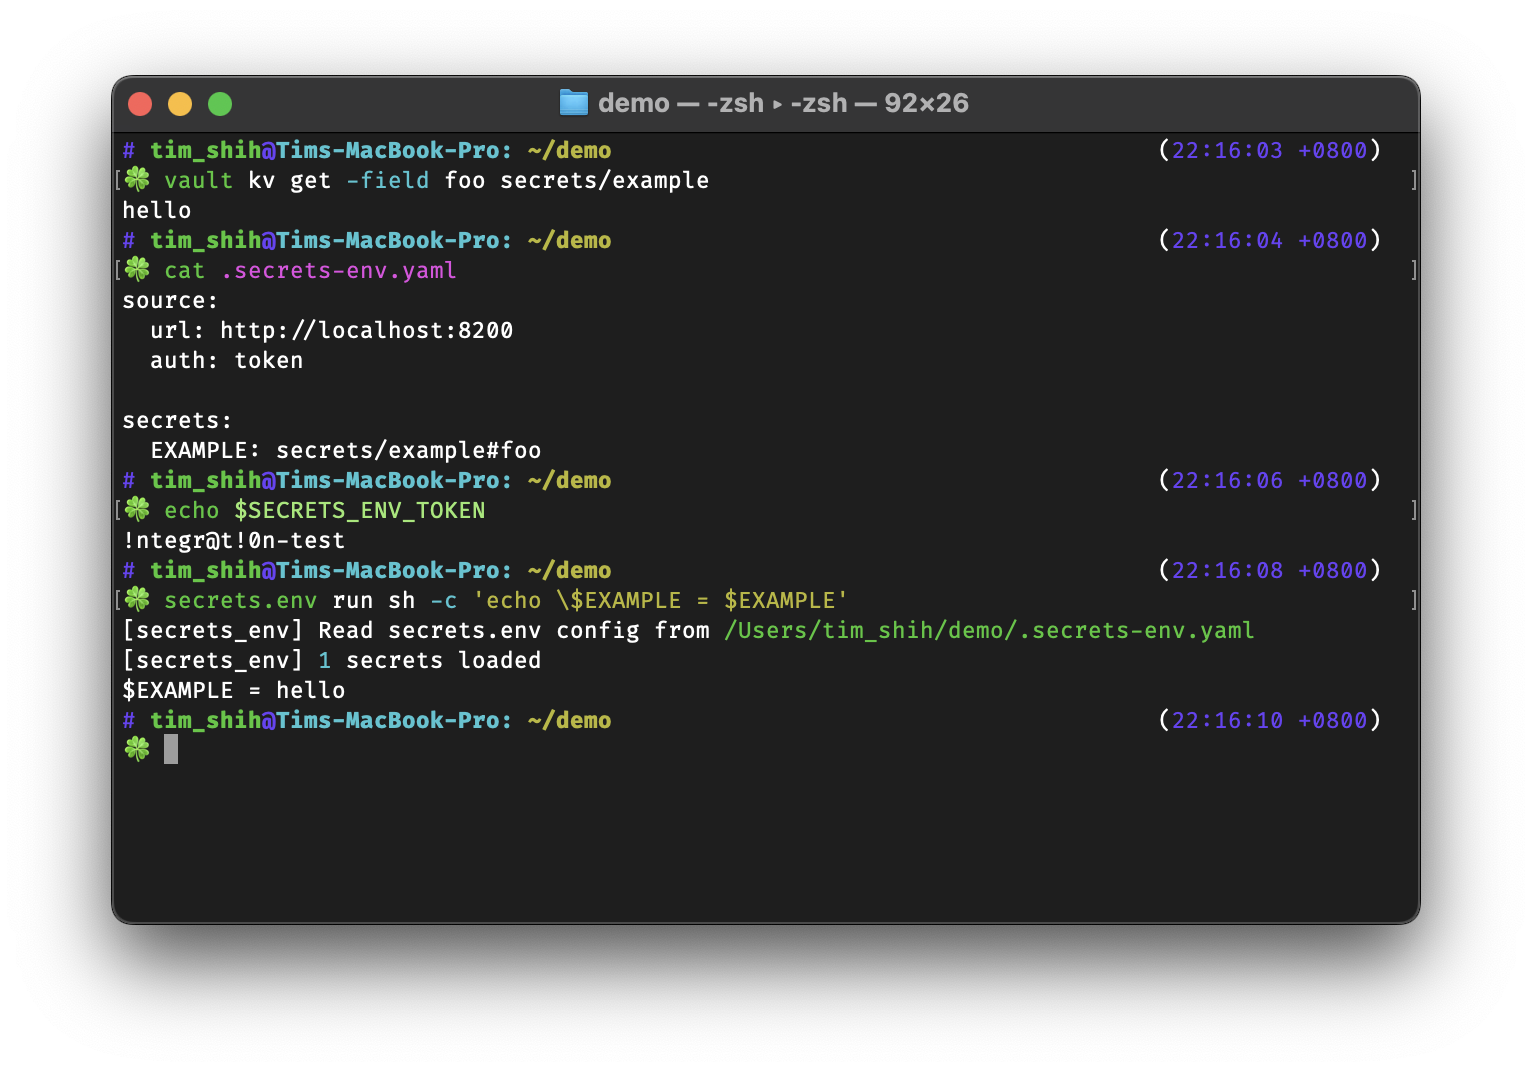 demo — -zsh ▸ -zsh — 92×26
# tim_shih@Tims-MacBook-Pro: ~/demo (22:16:03 +0800)
[🍀 vault kv get -field foo secrets/example ]
hello
# tim_shih@Tims-MacBook-Pro: ~/demo (22:16:04 +0800)
[🍀 cat .secrets-env.yaml ]
source:
  url: http://localhost:8200
  auth: token

secrets:
  EXAMPLE: secrets/example#foo
# tim_shih@Tims-MacBook-Pro: ~/demo (22:16:06 +0800)
[🍀 echo $SECRETS_ENV_TOKEN ]
!ntegr@t!0n-test
# tim_shih@Tims-MacBook-Pro: ~/demo (22:16:08 +0800)
[🍀 secrets.env run sh -c 'echo \$EXAMPLE = $EXAMPLE' ]
[secrets_env] Read secrets.env config from /Users/tim_shih/demo/.secrets-env.yaml
[secrets_env] 1 secrets loaded
$EXAMPLE = hello
# tim_shih@Tims-MacBook-Pro: ~/demo (22:16:10 +0800)
🍀